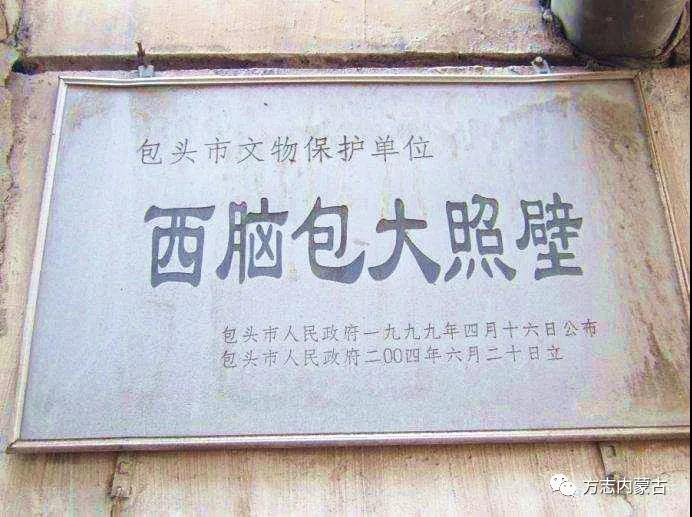 包头市文物保护单位
西脑包大照壁
包头市人民政府一九九九年四月十六日公布
包头市人民政府二〇〇四年六月二十日立
方志内蒙古